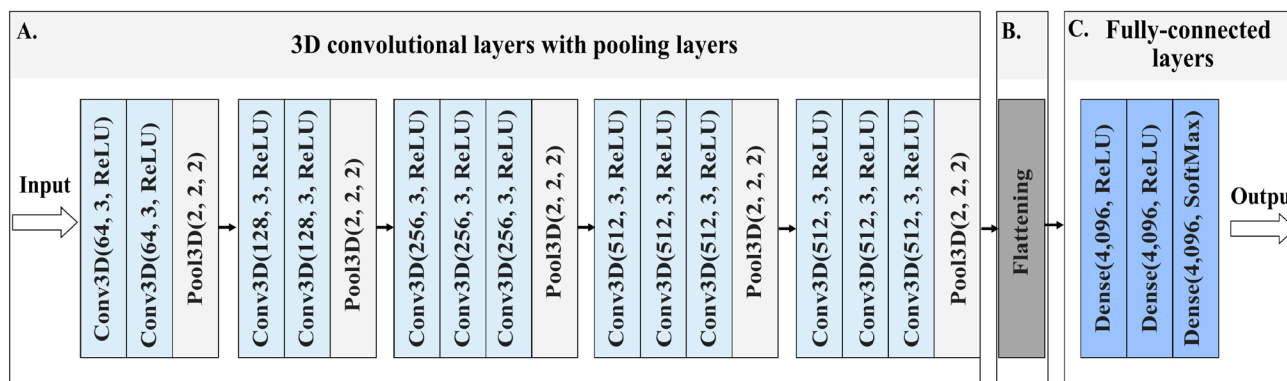 A.
3D convolutional layers with pooling layers
B.
C.
Fully-connected
layers
Input
Conv3D(64, 3, ReLU)
Conv3D(64, 3, ReLU)
Pool3D(2, 2, 2)
Conv3D(128, 3, ReLU)
Conv3D(128, 3, ReLU)
Pool3D(2, 2, 2)
Conv3D(256, 3, ReLU)
Conv3D(256, 3, ReLU)
Conv3D(256, 3, ReLU)
Pool3D(2, 2, 2)
Conv3D(512, 3, ReLU)
Conv3D(512, 3, ReLU)
Conv3D(512, 3, ReLU)
Pool3D(2, 2, 2)
Conv3D(512, 3, ReLU)
Conv3D(512, 3, ReLU)
Conv3D(512, 3, ReLU)
Pool3D(2, 2, 2)
Flattening
Dense(4,096, ReLU)
Dense(4,096, ReLU)
Dense(4,096, SoftMax)
Output